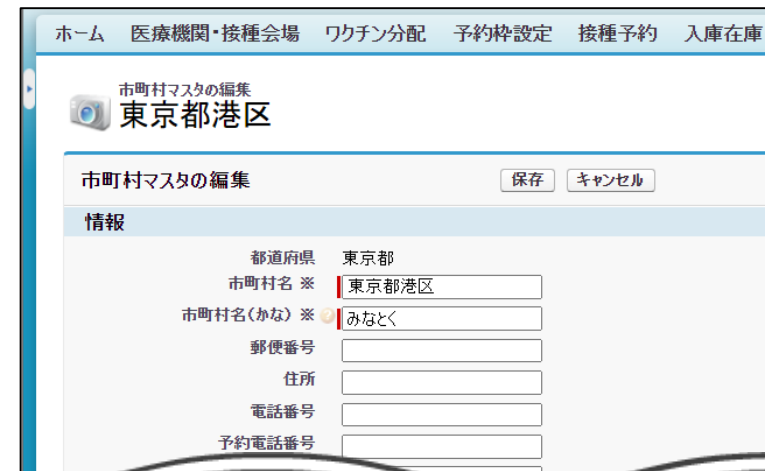 ホーム 医療機関・接種会場 ワクチン分配 予約枠設定 接種予約 入庫在庫
市町村マスタの編集
東京都港区
市町村マスタの編集 保存 キャンセル
情報
都道府県 東京都
市町村名 ※ 東京都港区
市町村名(かな) ※ ? みなとく
郵便番号
住所
電話番号
予約電話番号